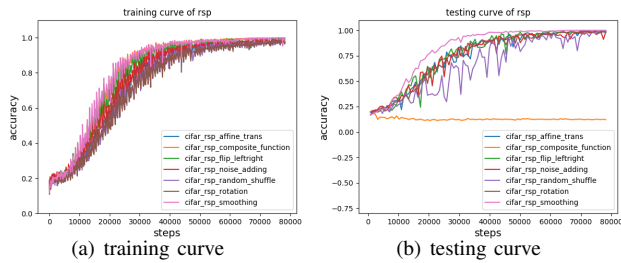 training curve of rsp
accuracy
1.0
0.8
0.6
0.4
0.2
0.0
cifar_rsp_affine_trans
cifar_rsp_composite_function
cifar_rsp_flip_leftright
cifar_rsp_noise_adding
cifar_rsp_random_shuffle
cifar_rsp_rotation
cifar_rsp_smoothing
0 10000 20000 30000 40000 50000 60000 70000 80000
steps
(a) training curve
testing curve of rsp
accuracy
1.00
0.75
0.50
0.25
0.00
−0.25
−0.50
−0.75
cifar_rsp_affine_trans
cifar_rsp_composite_function
cifar_rsp_flip_leftright
cifar_rsp_noise_adding
cifar_rsp_random_shuffle
cifar_rsp_rotation
cifar_rsp_smoothing
0 10000 20000 30000 40000 50000 60000 70000 80000
steps
(b) testing curve